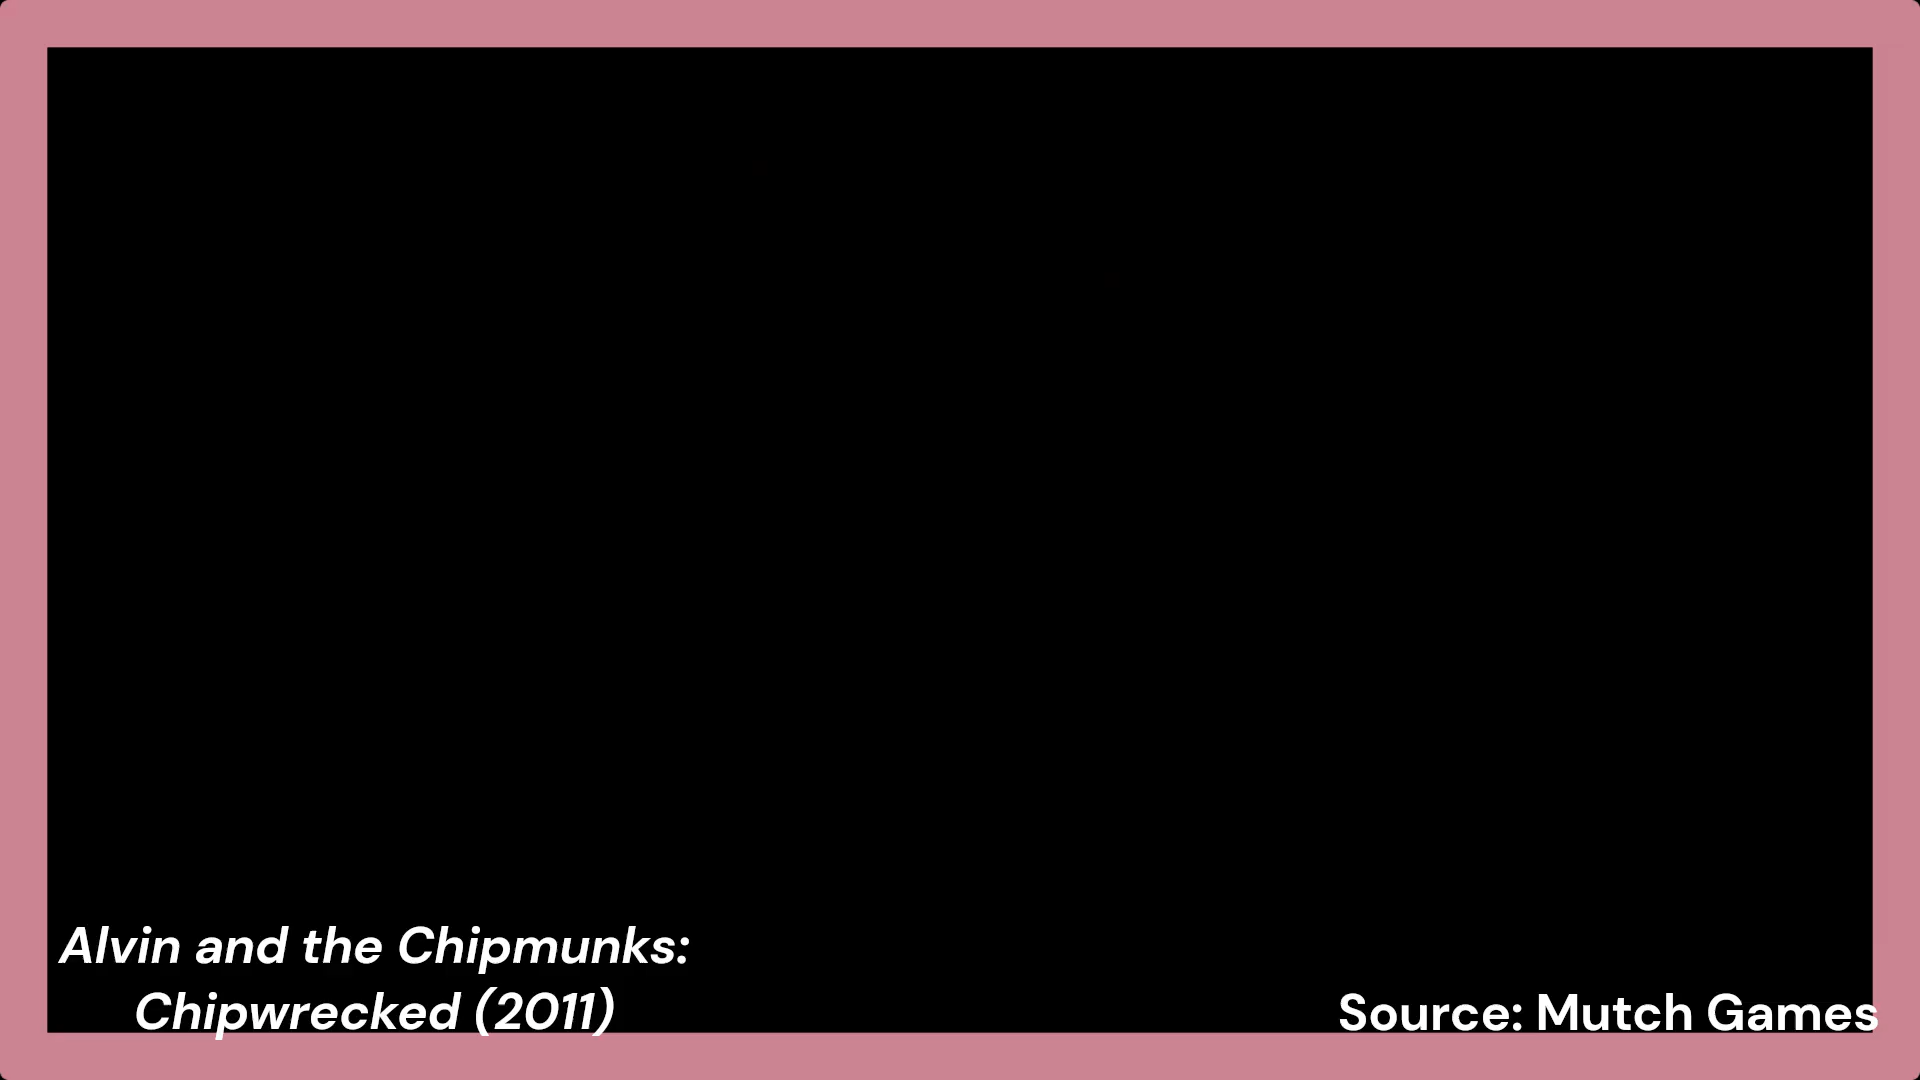 Alvin and the Chipmunks:
Chipwrecked (2011)
Source: Mutch Games